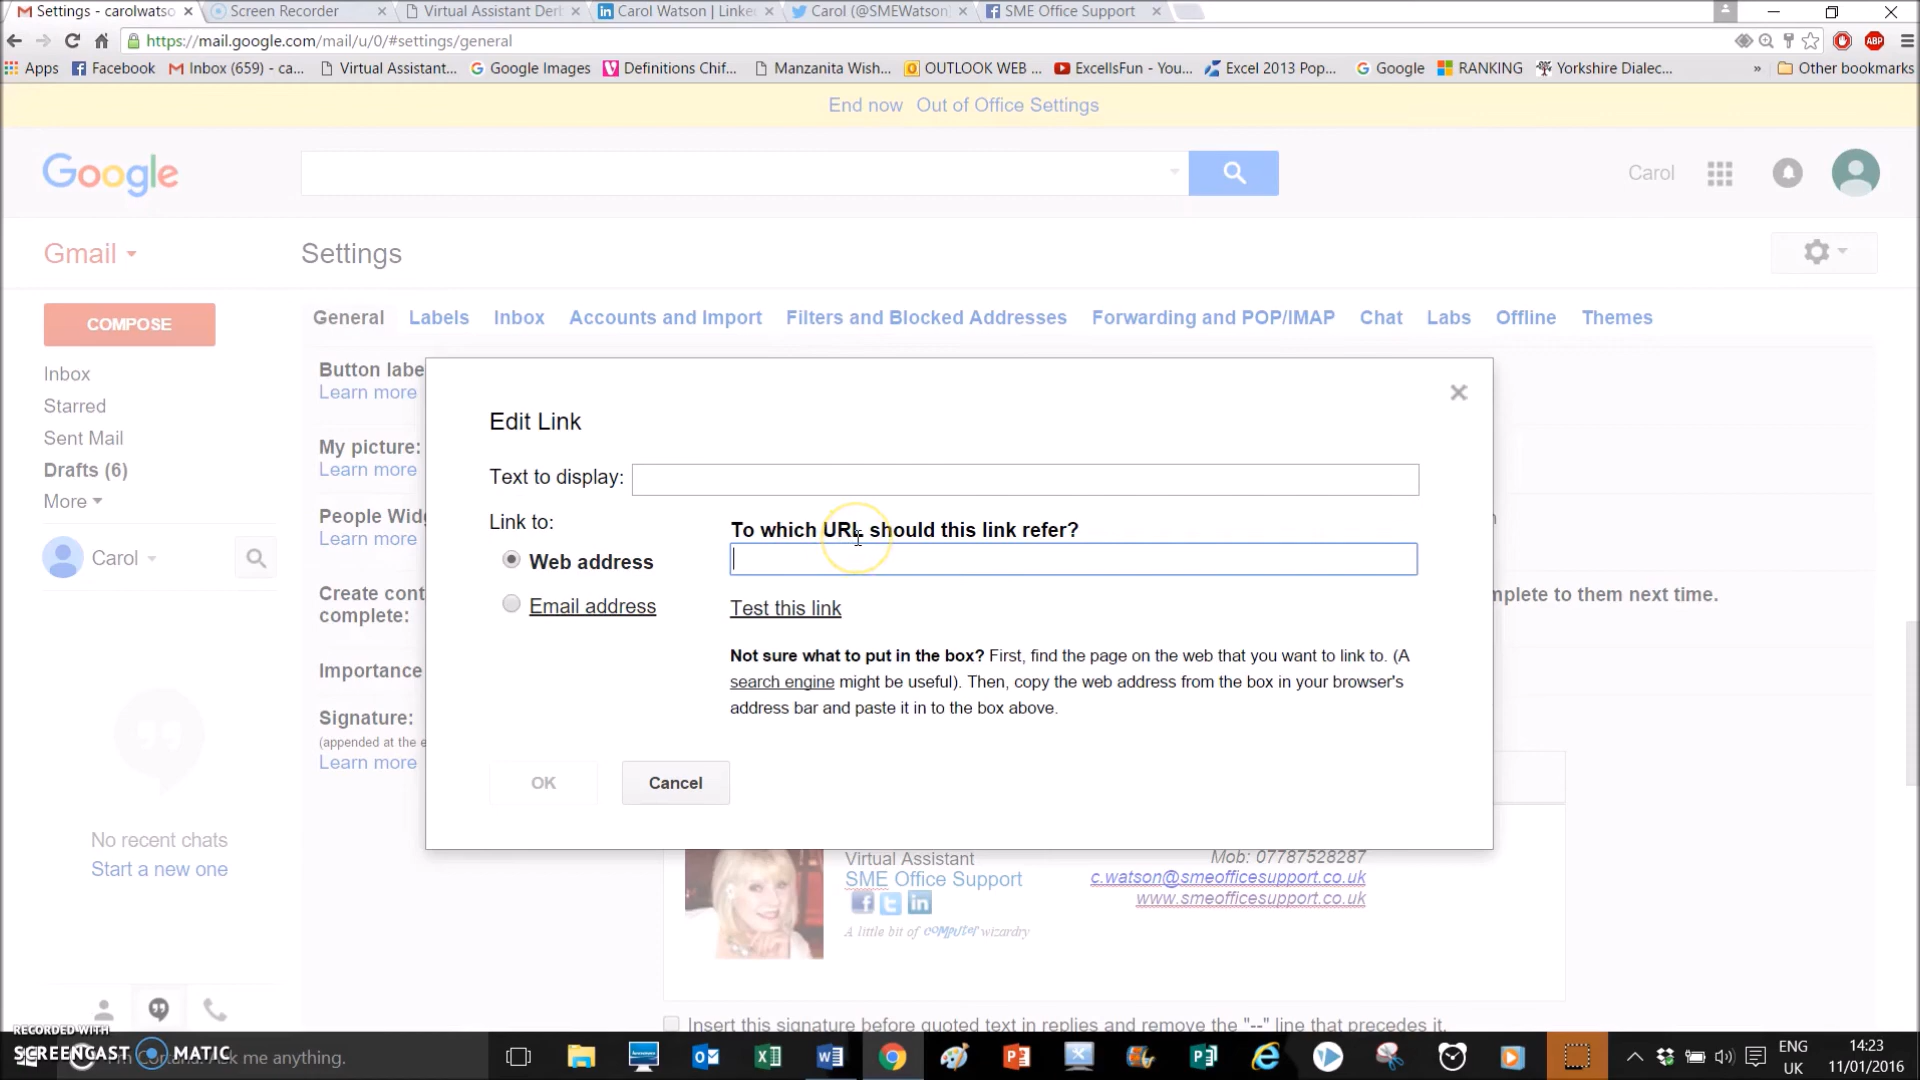 Settings - carolwatso
Screen Recorder
Virtual Assistant Derb
Carol Watson | Linke
Carol (@SMEWatson
SME Office Support
https://mail.google.com/mail/u/0/#settings/general
Apps
Facebook
Inbox (659) - ca...
Virtual Assistant...
Google Images
Definitions Chif...
Manzanita Wish...
OUTLOOK WEB ...
ExcelIsFun - You...
Excel 2013 Pop...
Google
RANKING
Yorkshire Dialec...
»
Other bookmarks
End now Out of Office Settings
Google
Carol
Gmail
Settings
General Labels Inbox Accounts and Import Filters and Blocked Addresses Forwarding and POP/IMAP Chat Labs Offline Themes
COMPOSE
Inbox
Starred
Sent Mail
Drafts (6)
More
Carol
No recent chats
Start a new one
Button labe
Learn more
My picture:
Learn more
People Widg
Learn more
Create cont
complete:
mplete to them next time.
Importance
Signature:
(appended at the e
Learn more
Edit Link
Text to display:
Link to:
To which URL should this link refer?
Web address
Email address
Test this link
Not sure what to put in the box? First, find the page on the web that you want to link to. (A
search engine might be useful). Then, copy the web address from the box in your browser's
address bar and paste it in to the box above.
OK
Cancel
Virtual Assistant
SME Office Support
A little bit of computer wizardry
Mob: 07787528287
c.watson@smeofficesupport.co.uk
www.smeofficesupport.co.uk
Insert this signature before quoted text in replies and remove the "--" line that precedes it.
RECORDED WITH
SCREENCAST MATIC
ask me anything.
ENG
UK
14:23
11/01/2016